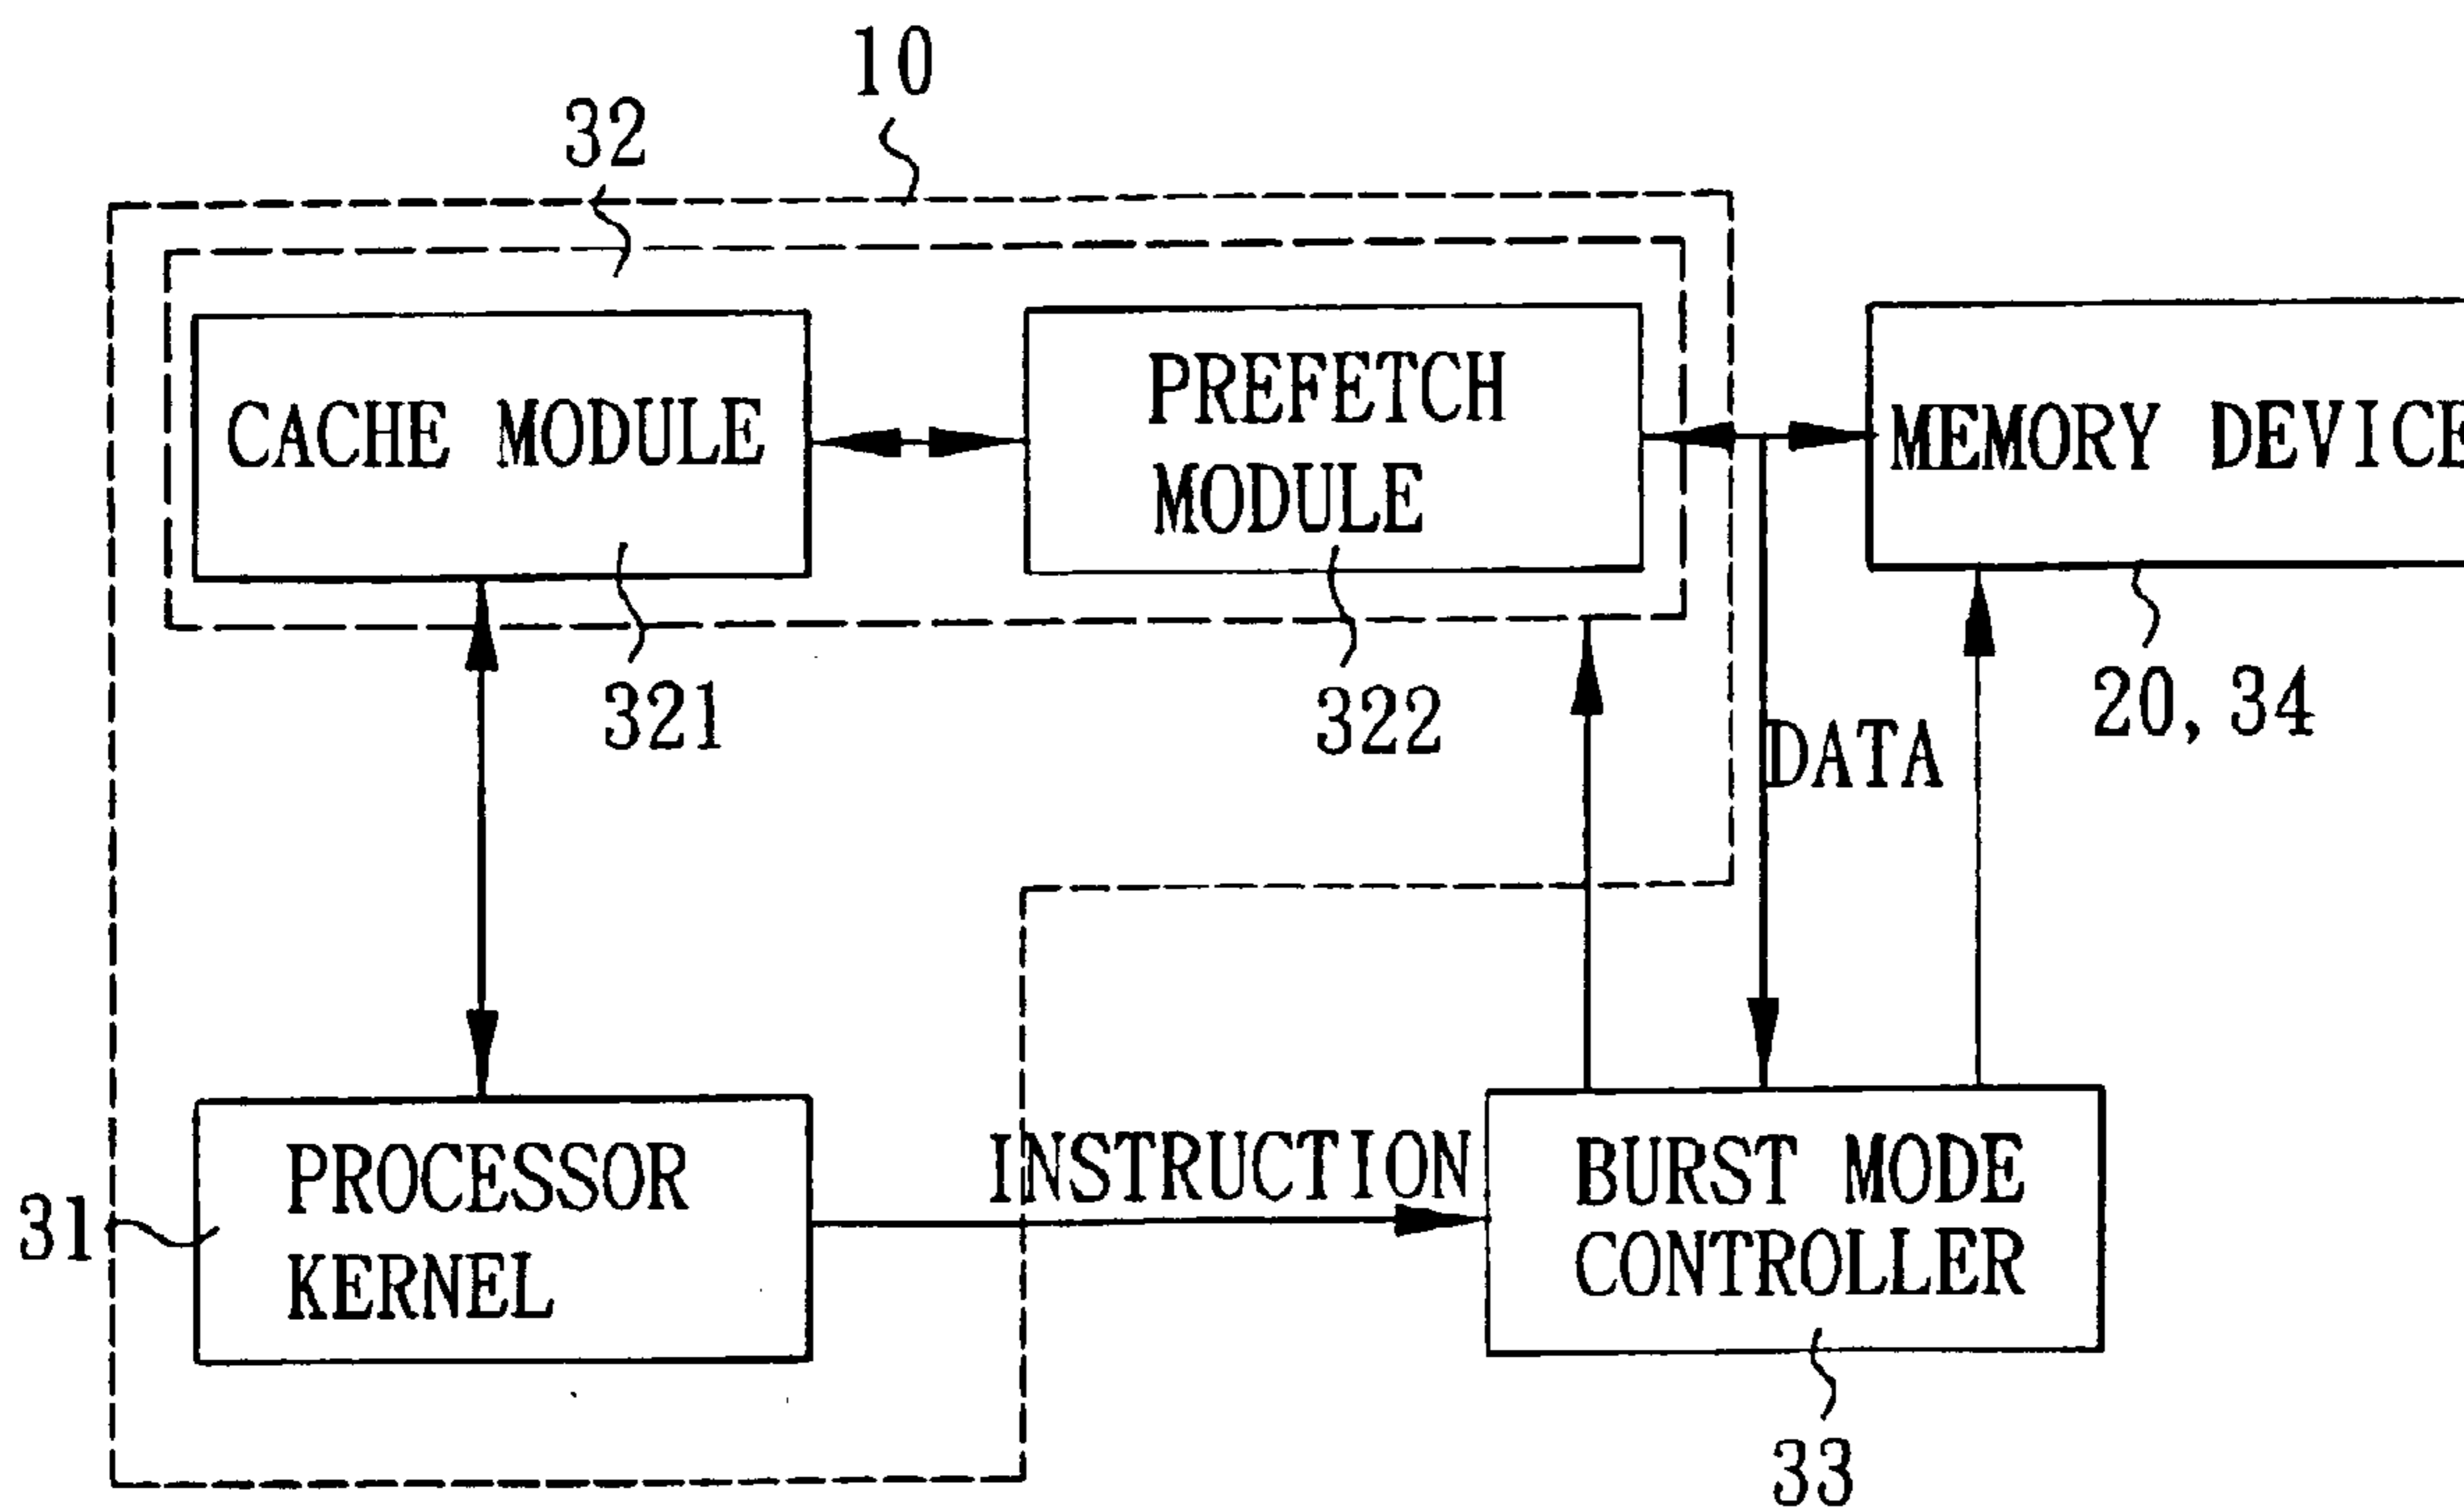 10
32
CACHE MODULE
PREFETCH
MODULE
MEMORY DEVICE
321
322
20, 34
DATA
INSTRUCTION
PROCESSOR
KERNEL
31
BURST MODE
CONTROLLER
33